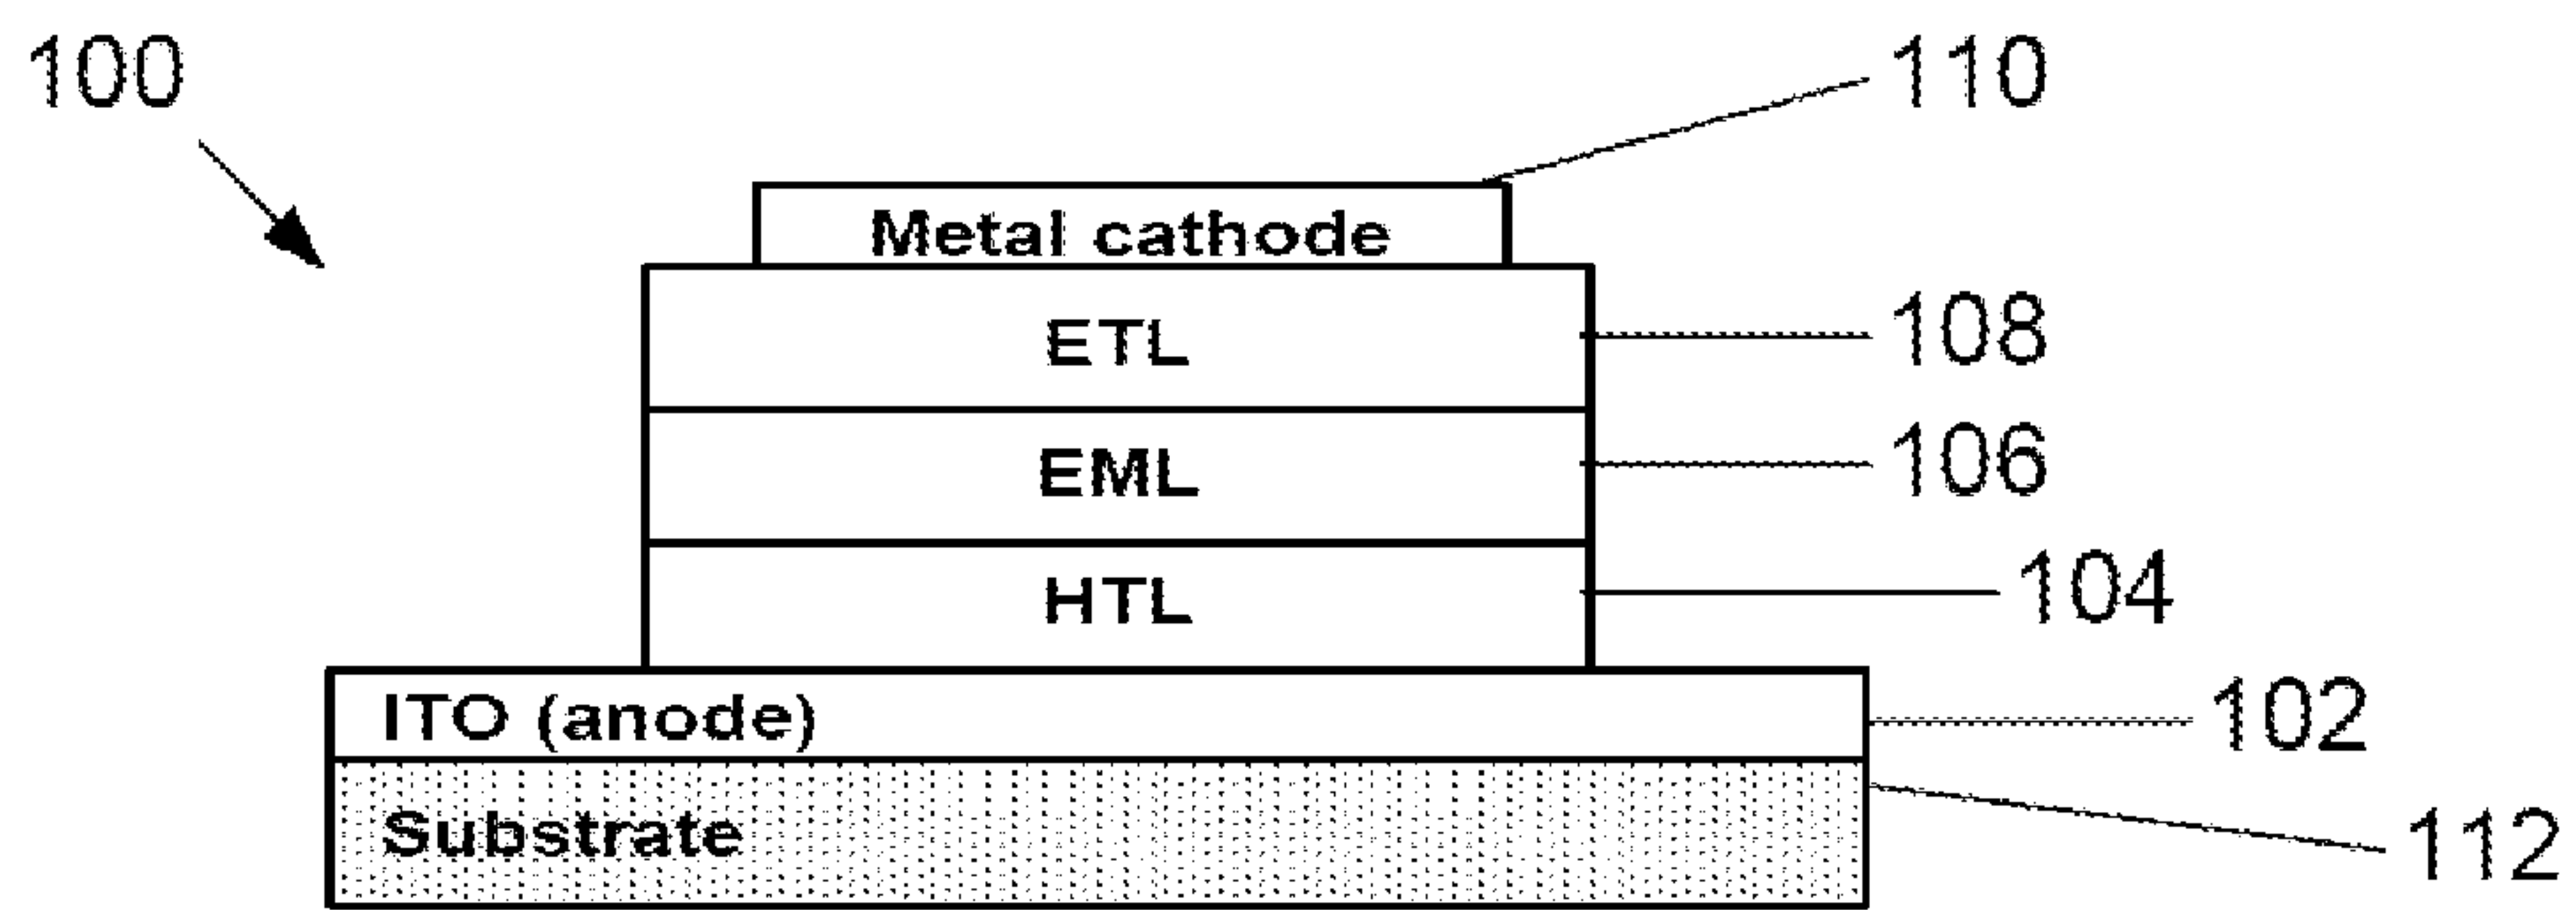 100
110
Metal cathode
ETL 108
EML 106
HTL 104
ITO (anode) 102
Substrate 112